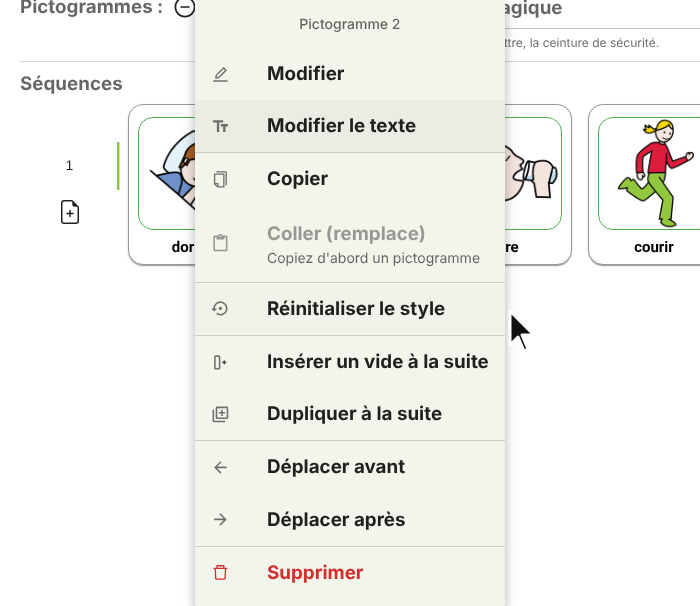 Pictogrammes :
agique
ttre, la ceinture de sécurité.
Séquences
1
dor
re
courir
Pictogramme 2
Modifier
Modifier le texte
Copier
Coller (remplace)
Copiez d'abord un pictogramme
Réinitialiser le style
Insérer un vide à la suite
Dupliquer à la suite
Déplacer avant
Déplacer après
Supprimer